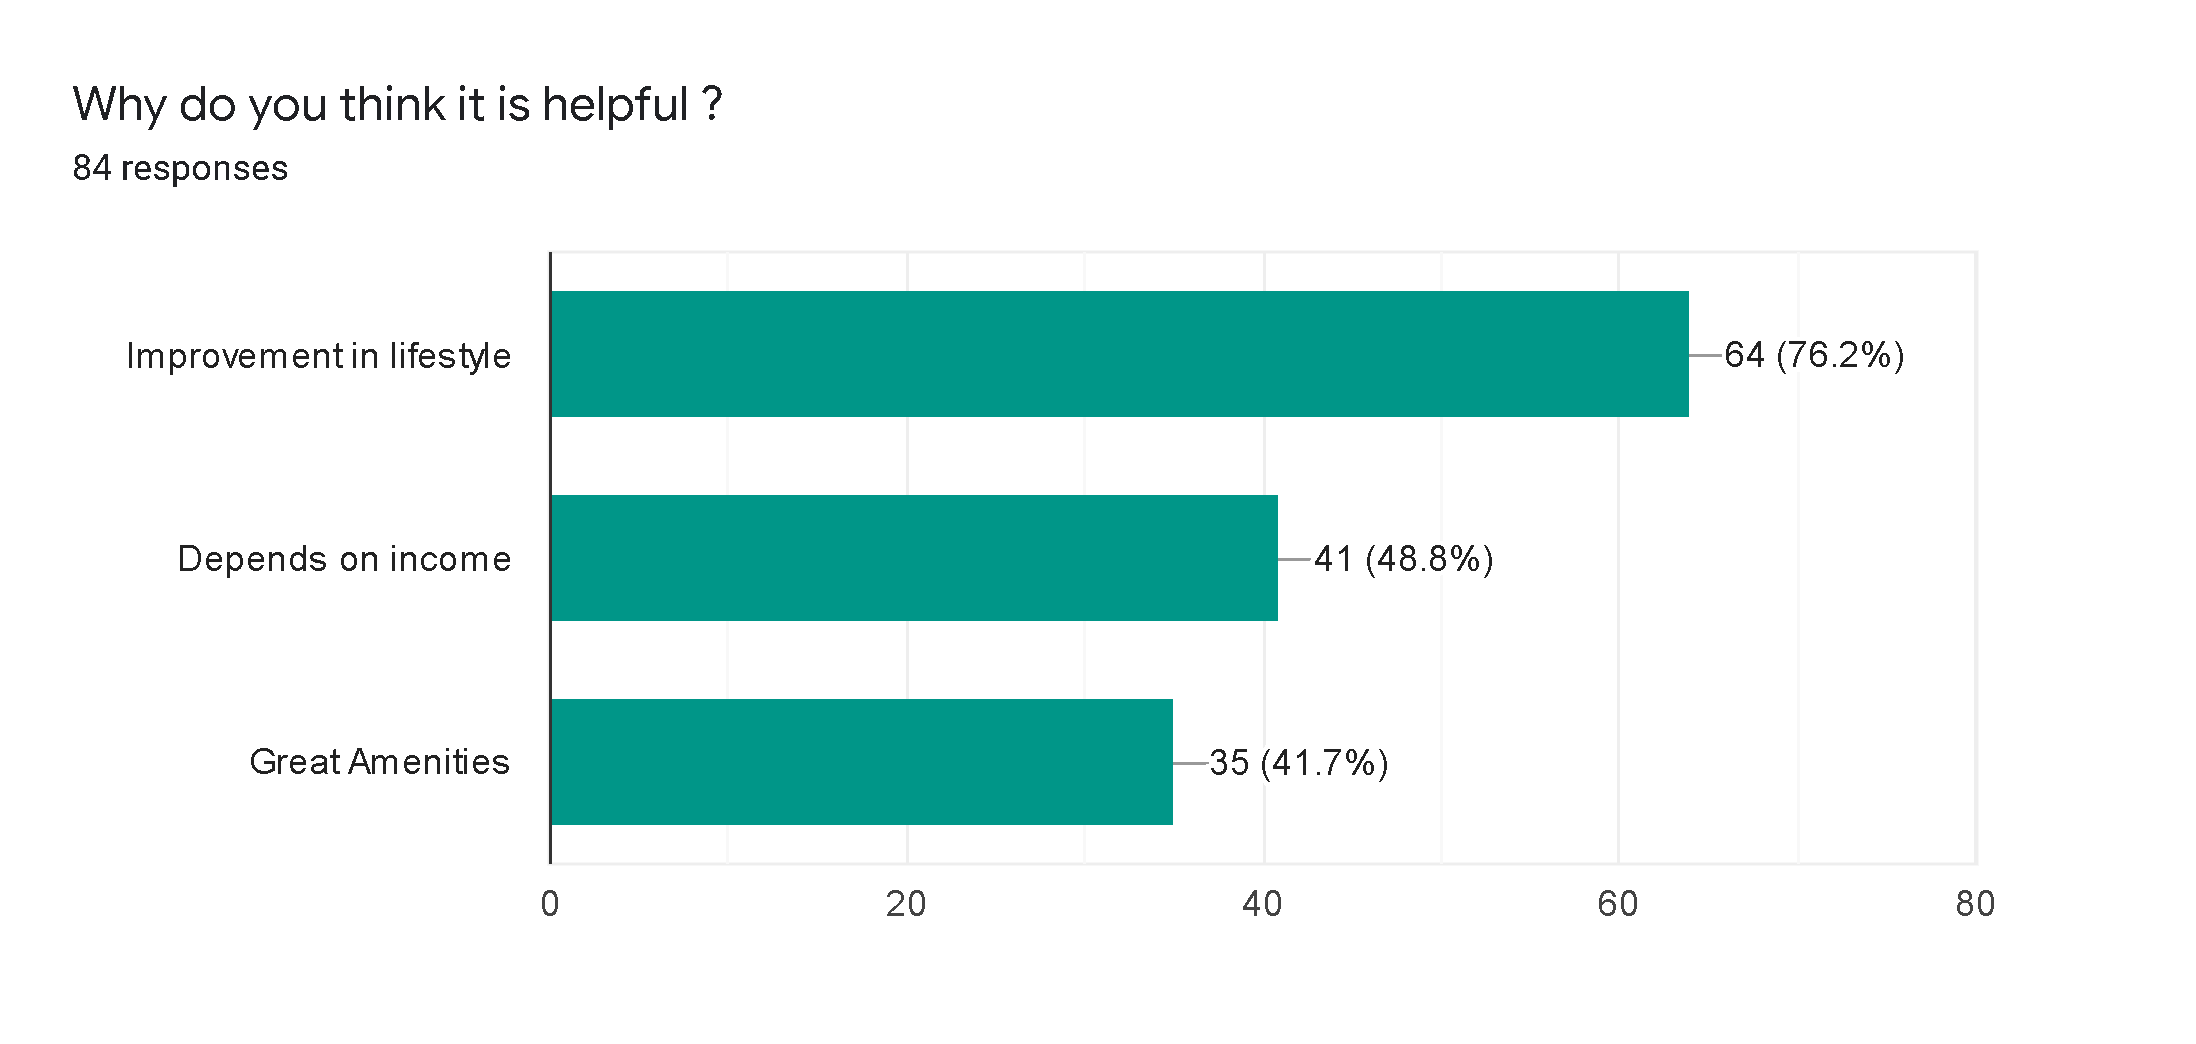 Why do you think it is helpful ?
84 responses
Improvement in lifestyle
64 (76.2%)
Depends on income
41 (48.8%)
Great Amenities
35 (41.7%)
0 20 40 60 80